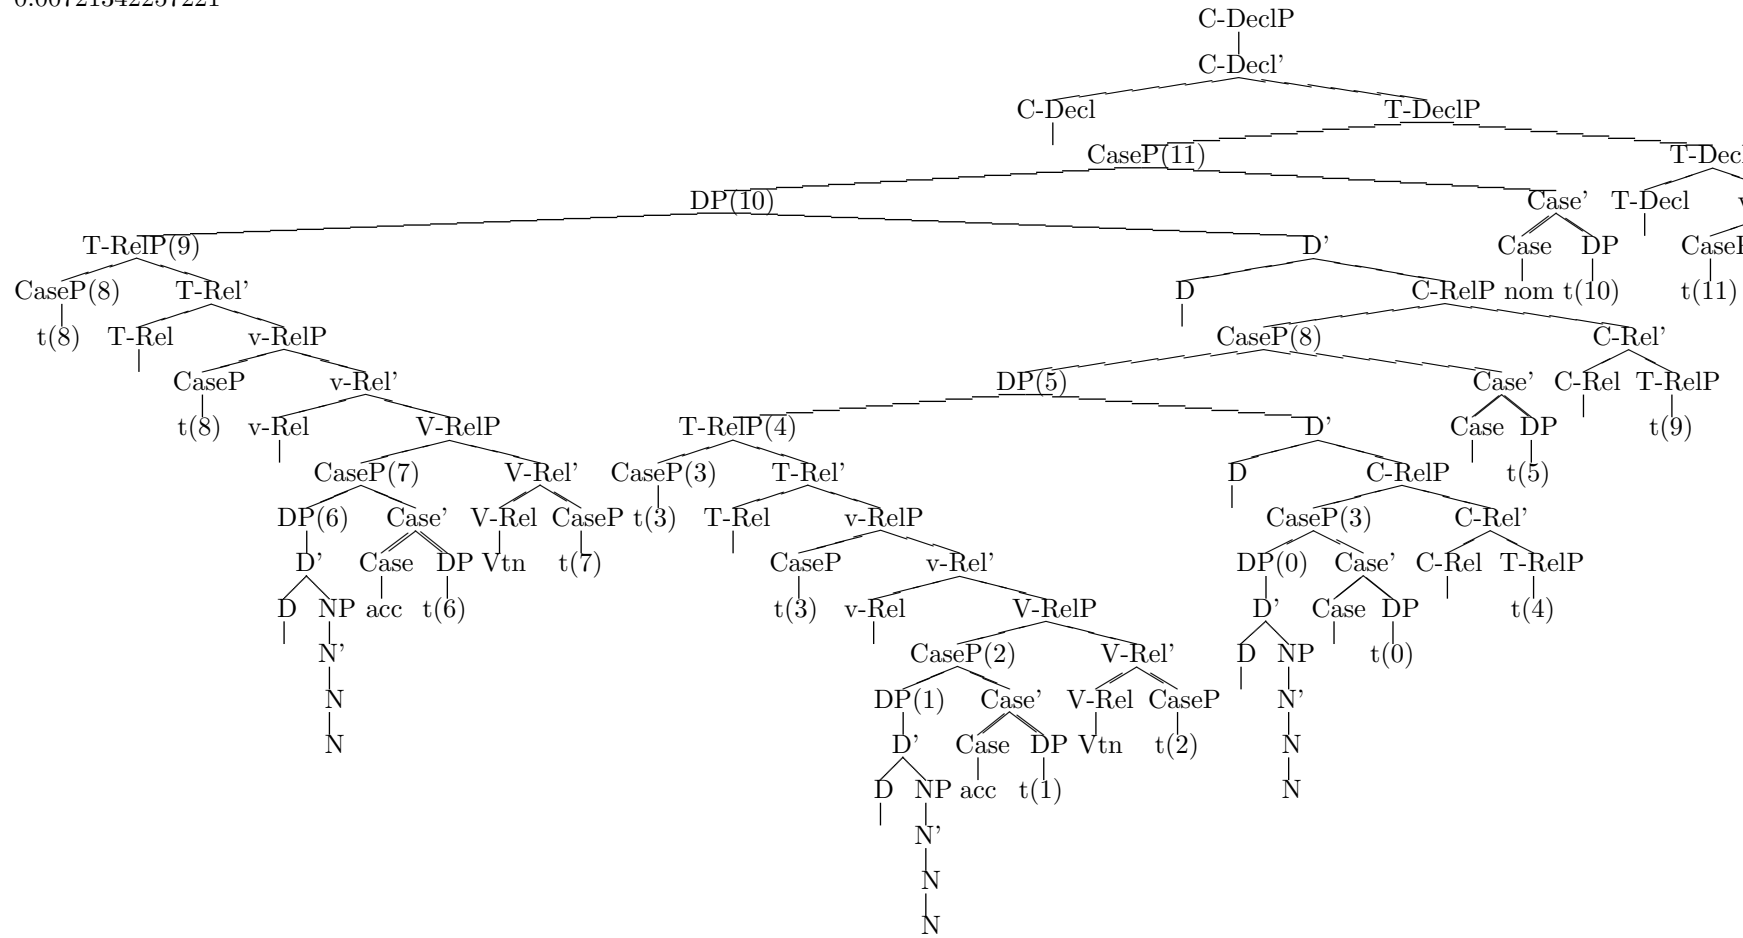 C-DeclP
C-Decl'
C-Decl T-DeclP
CaseP(11)
DP(10) Case' T-Decl
T-RelP(9) D' Case DP
CaseP(8) T-Rel' D C-RelP nom t(10) t(11)
t(8) T-Rel v-RelP CaseP(8) C-Rel'
CaseP v-Rel' DP(5) Case' C-Rel T-RelP
t(8) v-Rel V-RelP T-RelP(4) D' Case DP t(9)
CaseP(7) V-Rel' CaseP(3) T-Rel' D C-RelP t(5)
DP(6) Case' V-Rel CaseP t(3) T-Rel v-RelP CaseP(3) C-Rel'
D' Case DP Vtn t(7) CaseP v-Rel' DP(0) Case' C-Rel T-RelP
D NP acc t(6) t(3) v-Rel V-RelP D' Case DP t(4)
N' CaseP(2) V-Rel' D NP t(0)
N DP(1) Case' V-Rel CaseP N'
N D' Case DP Vtn t(2) N
D NP acc t(1) N
N'
N
N